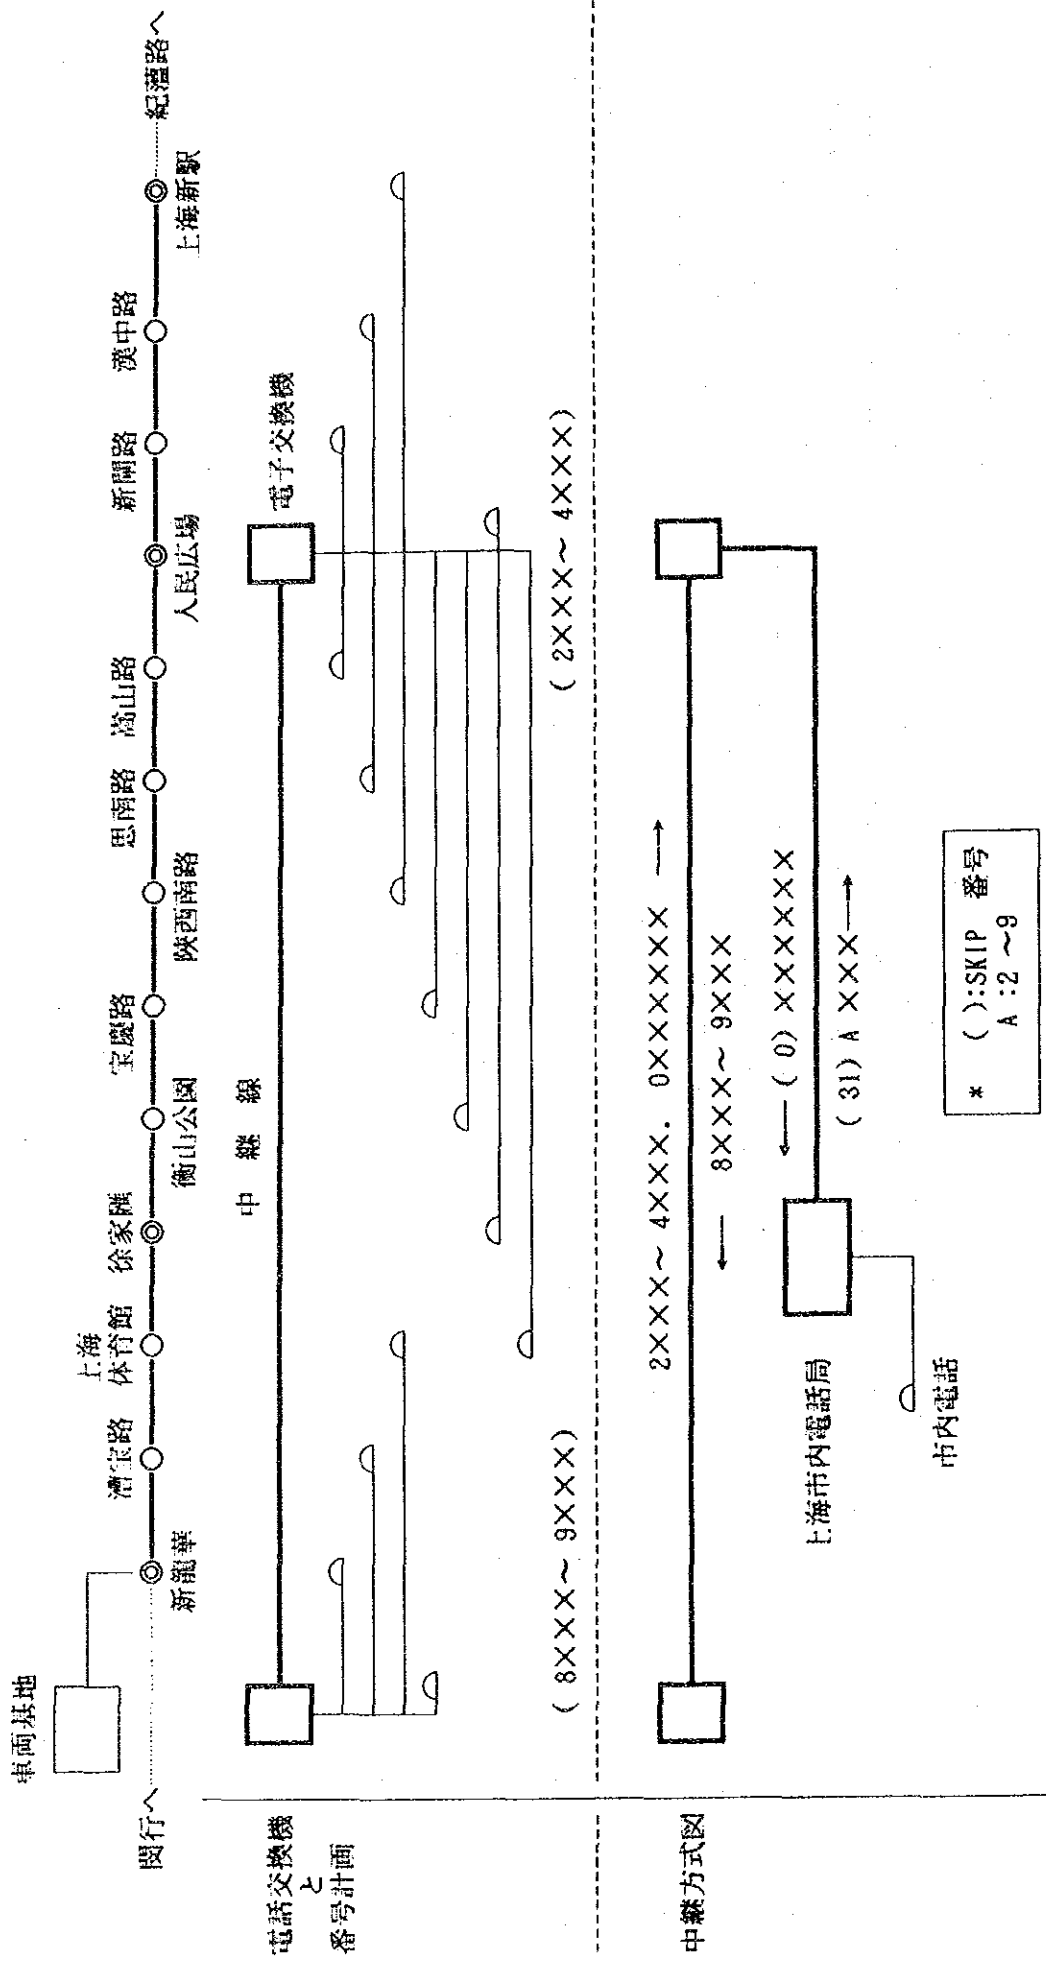 車両基地
閔行へ
新龍華
漕宝路
上海
体育館
徐家匯
衡山公園
宝慶路
陝西南路
思南路
嵩山路
人民広場
新閘路
漢中路
上海新駅
紀薀路へ
電話交換機
と
番号計画
中継線
電子交換機
( 8XXX～ 9XXX)
( 2XXX～ 4XXX)
中継方式図
2XXX～ 4XXX. 0XXXXXXX →
← 8XXX～ 9XXX
← ( 0) XXXXXXX
( 31) A XXX →
上海市内電話局
市内電話
* ( ):SKIP 番号
A :2 ～9